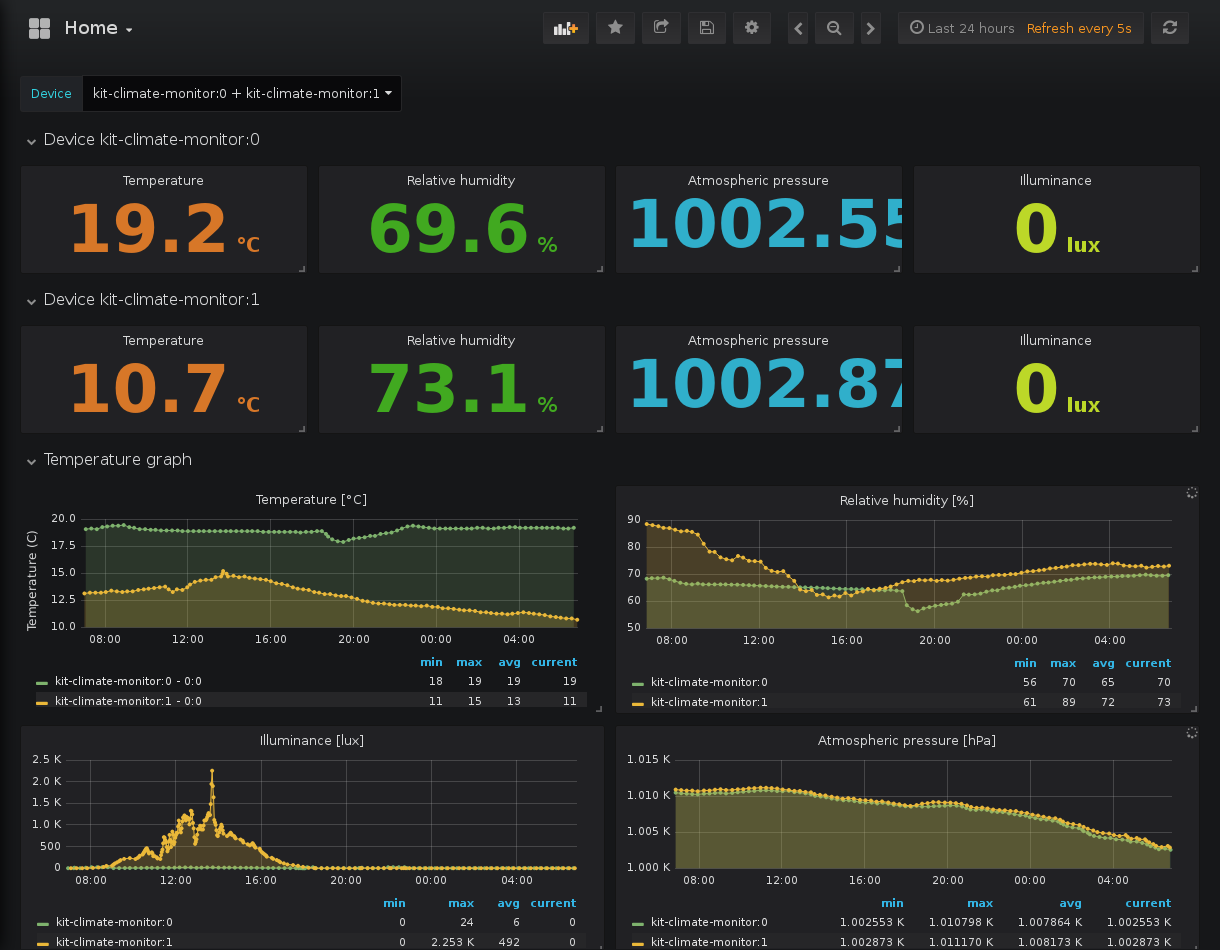 Home
Last 24 hours Refresh every 5s
Device kit-climate-monitor:0 + kit-climate-monitor:1
Device kit-climate-monitor:0
Temperature Relative humidity Atmospheric pressure Illuminance
19.2 °C 69.6 % 1002.55 0 lux
Device kit-climate-monitor:1
Temperature Relative humidity Atmospheric pressure Illuminance
10.7 °C 73.1 % 1002.87 0 lux
Temperature graph
Temperature [°C]
Temperature (C)
20.0
17.5
15.0
12.5
10.0
08:00 12:00 16:00 20:00 00:00 04:00
min max avg current
kit-climate-monitor:0 - 0:0 18 19 19 19
kit-climate-monitor:1 - 0:0 11 15 13 11
Relative humidity [%]
90
80
70
60
50
08:00 12:00 16:00 20:00 00:00 04:00
min max avg current
kit-climate-monitor:0 56 70 65 70
kit-climate-monitor:1 61 89 72 73
Illuminance [lux]
2.5 K
2.0 K
1.5 K
1.0 K
500
0
08:00 12:00 16:00 20:00 00:00 04:00
min max avg current
kit-climate-monitor:0 0 24 6 0
kit-climate-monitor:1 0 2.253 K 492 0
Atmospheric pressure [hPa]
1.015 K
1.010 K
1.005 K
1.000 K
08:00 12:00 16:00 20:00 00:00 04:00
min max avg current
kit-climate-monitor:0 1.002553 K 1.010798 K 1.007864 K 1.002553 K
kit-climate-monitor:1 1.002873 K 1.011170 K 1.008173 K 1.002873 K